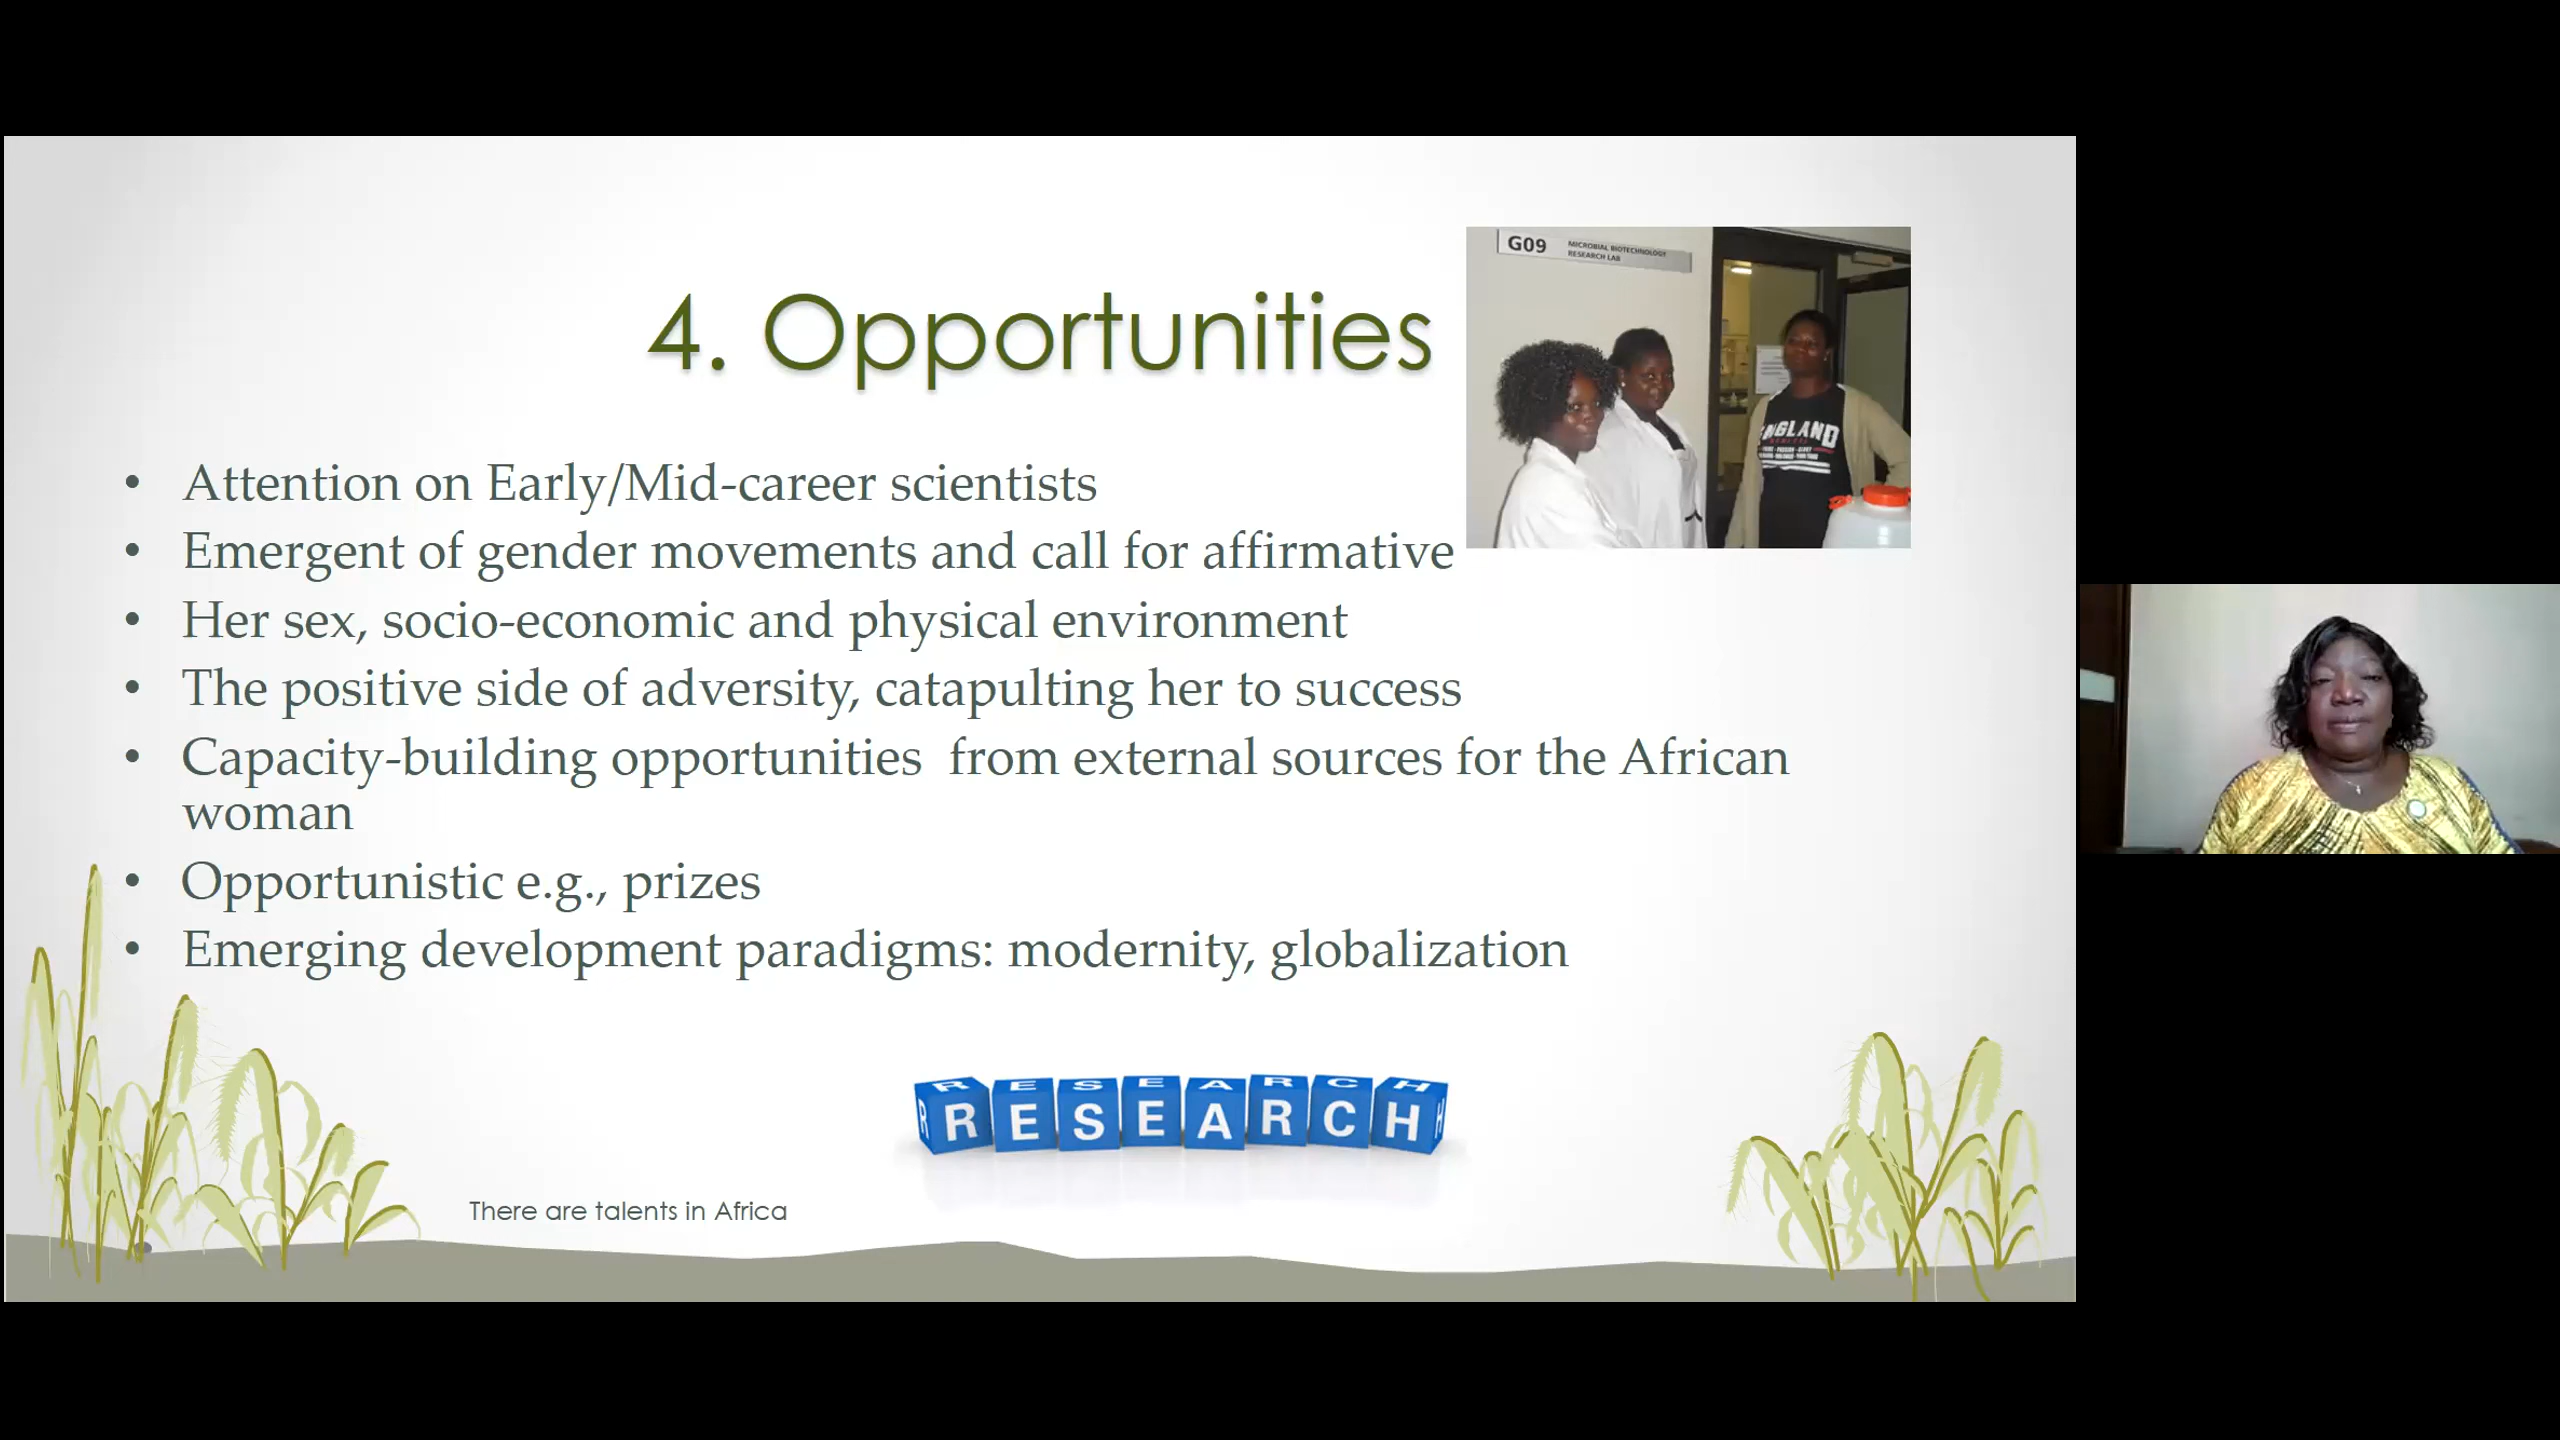 G09 MICROBIAL BIOTECHNOLOGY
RESEARCH LAB
4. Opportunities
• Attention on Early/Mid-career scientists
• Emergent of gender movements and call for affirmative
• Her sex, socio-economic and physical environment
• The positive side of adversity, catapulting her to success
• Capacity-building opportunities from external sources for the African
woman
• Opportunistic e.g., prizes
• Emerging development paradigms: modernity, globalization
RESEARCH
There are talents in Africa